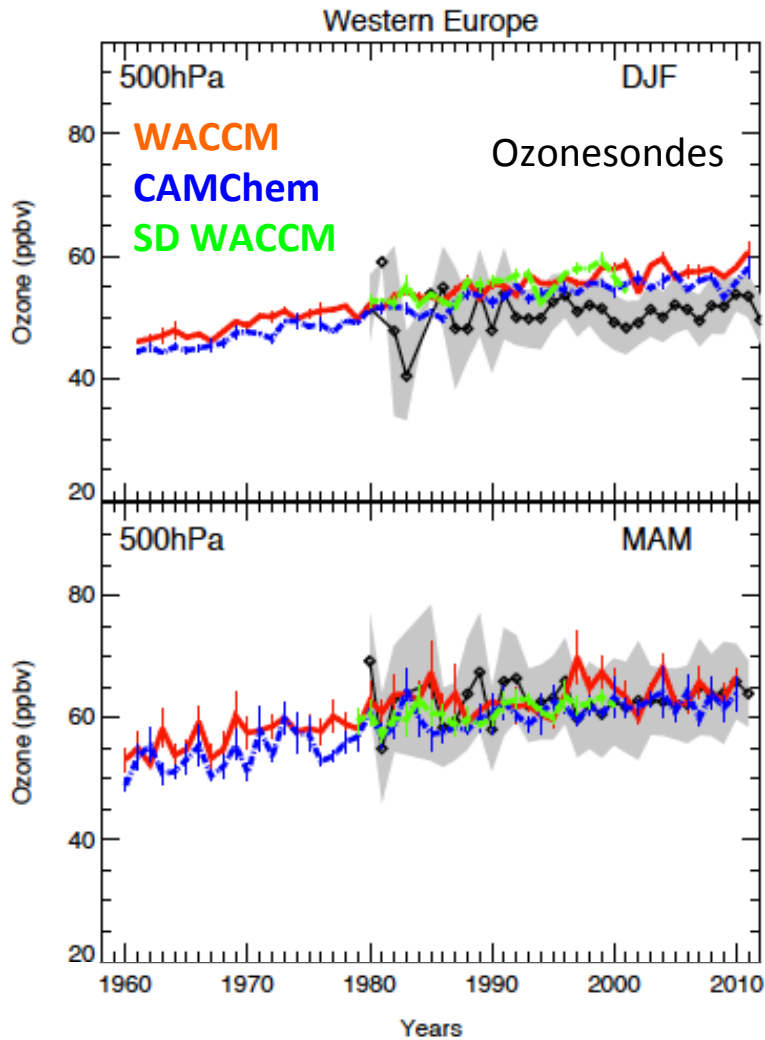 Western Europe
500hPa DJF
WACCM
CAMChem
SD WACCM
Ozonesondes
80
60
40
20
Ozone (ppbv)
500hPa MAM
80
60
40
20
Ozone (ppbv)
1960 1970 1980 1990 2000 2010
Years